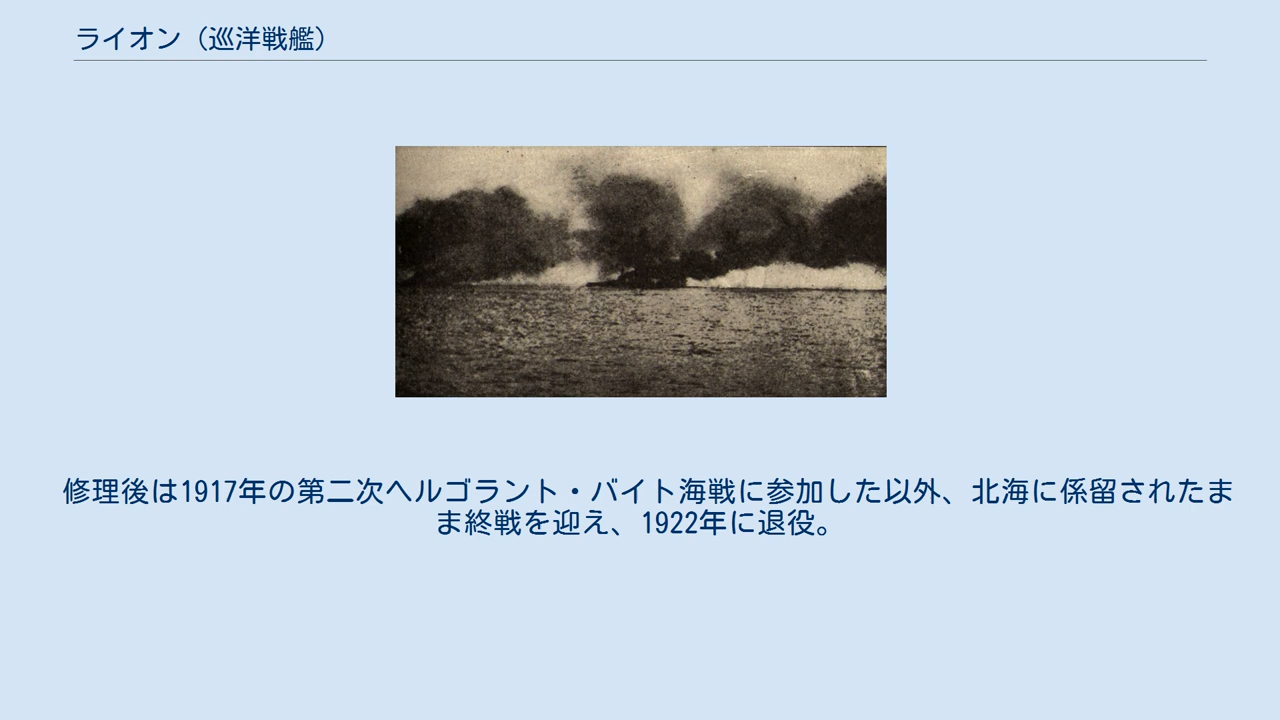 ライオン（巡洋戦艦）
修理後は1917年の第二次ヘルゴラント・バイト海戦に参加した以外、北海に係留されたま
ま終戦を迎え、1922年に退役。